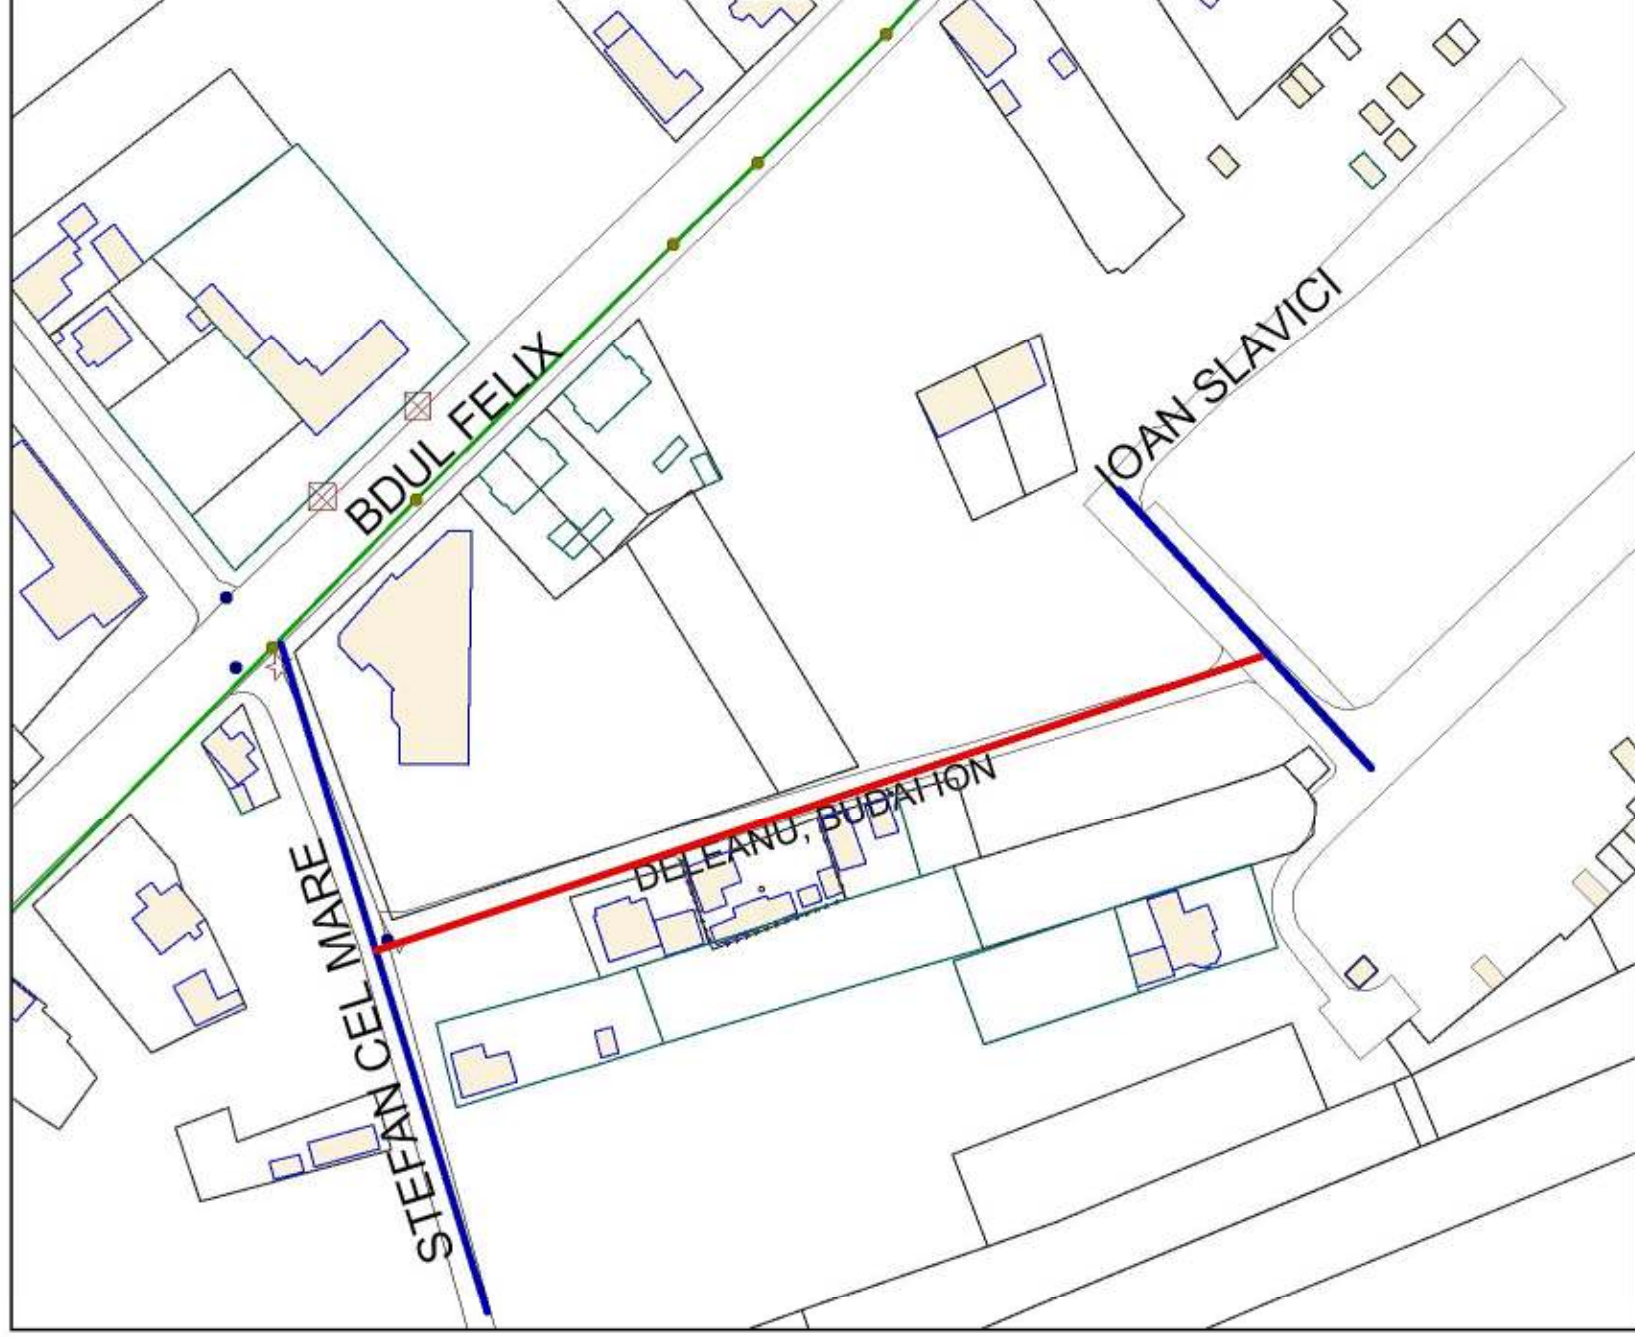 BDUL FELIX
IOAN SLAVICI
DELEANU, BUDAI ION
STEFAN CEL MARE